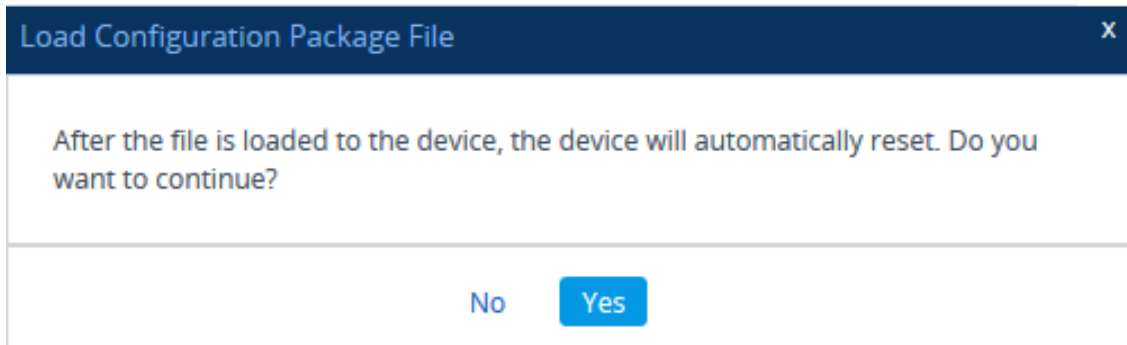 Load Configuration Package File x
After the file is loaded to the device, the device will automatically reset. Do you
want to continue?
No Yes